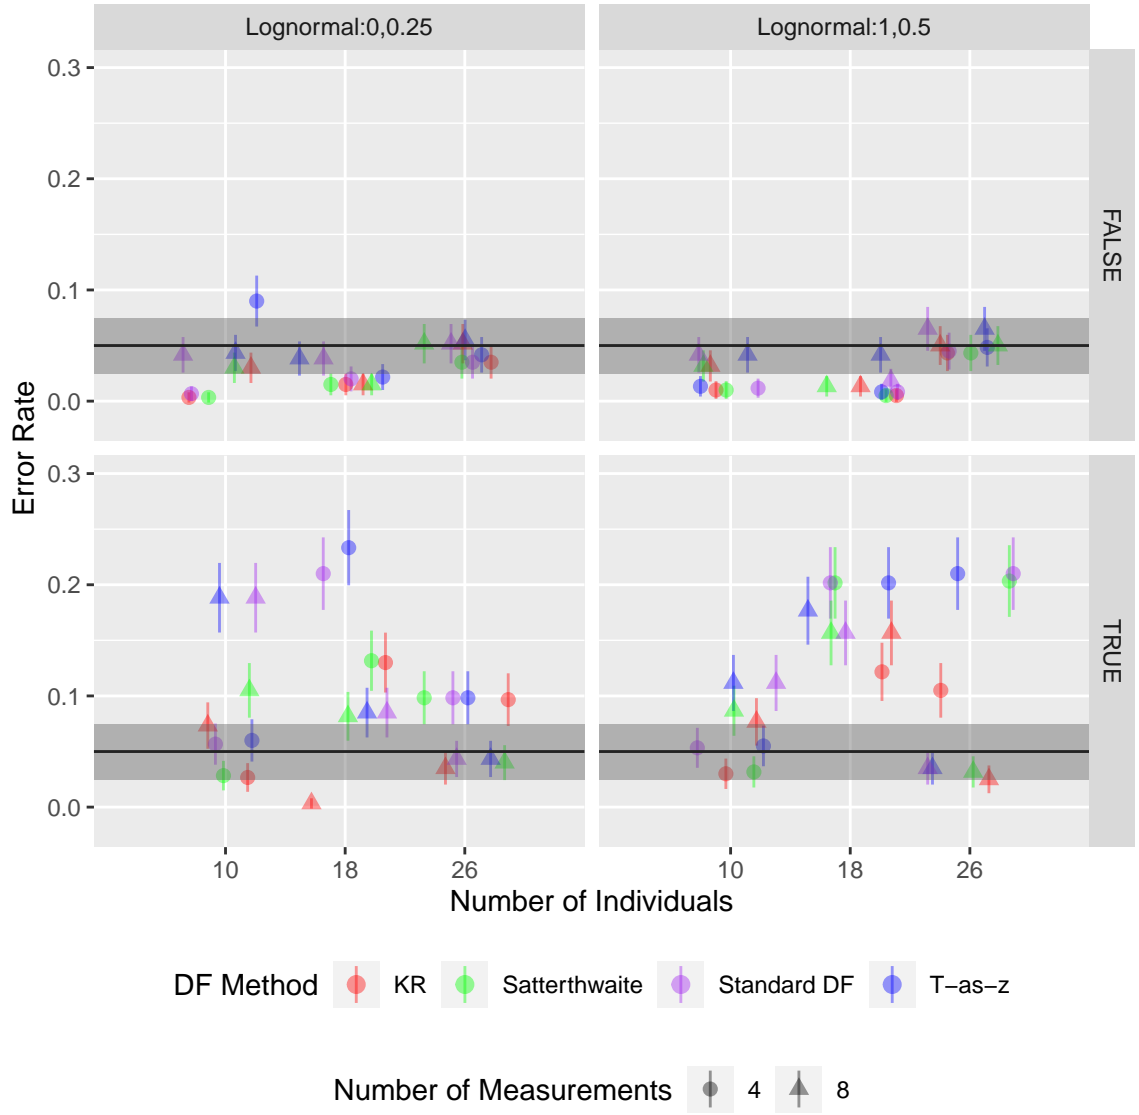 Lognormal:0,0.25
Lognormal:1,0.5
0.3
0.2
0.1
0.0
FALSE
Error Rate
0.3
0.2
0.1
0.0
TRUE
10
18
26
10
18
26
Number of Individuals
DF Method
KR
Satterthwaite
Standard DF
T−as−z
Number of Measurements
4
8